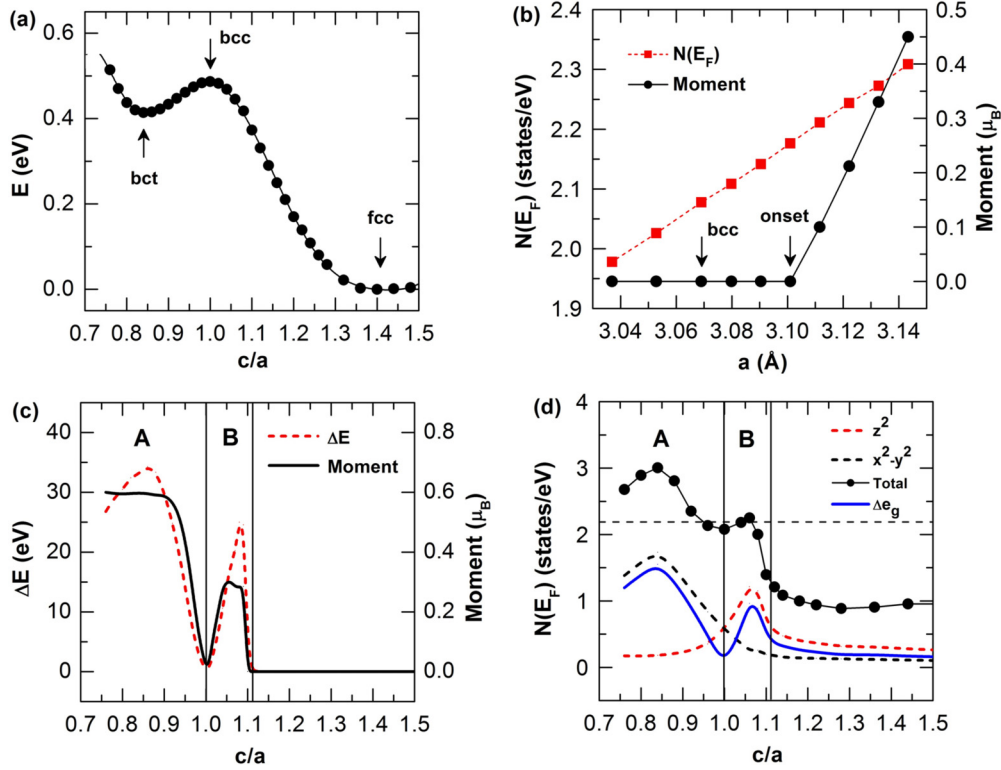 (a)
E (eV)
0.6
0.4
0.2
0.0
bcc
bct
fcc
0.7 0.8 0.9 1.0 1.1 1.2 1.3 1.4 1.5
c/a
(b)
N(E_F) (states/eV)
2.4
2.3
2.2
2.1
2.0
1.9
N(E_F)
Moment
bcc
onset
0.5
0.4
0.3
0.2
0.1
0.0
Moment (μ_B)
3.04 3.06 3.08 3.10 3.12 3.14
a (Å)
(c)
ΔE (eV)
40
30
20
10
0
A
B
ΔE
Moment
0.8
0.6
0.4
0.2
0.0
Moment (μ_B)
0.7 0.8 0.9 1.0 1.1 1.2 1.3 1.4 1.5
c/a
(d)
N(E_F) (states/eV)
4
3
2
1
0
A
B
z²
x²-y²
Total
Δe_g
0.7 0.8 0.9 1.0 1.1 1.2 1.3 1.4 1.5
c/a